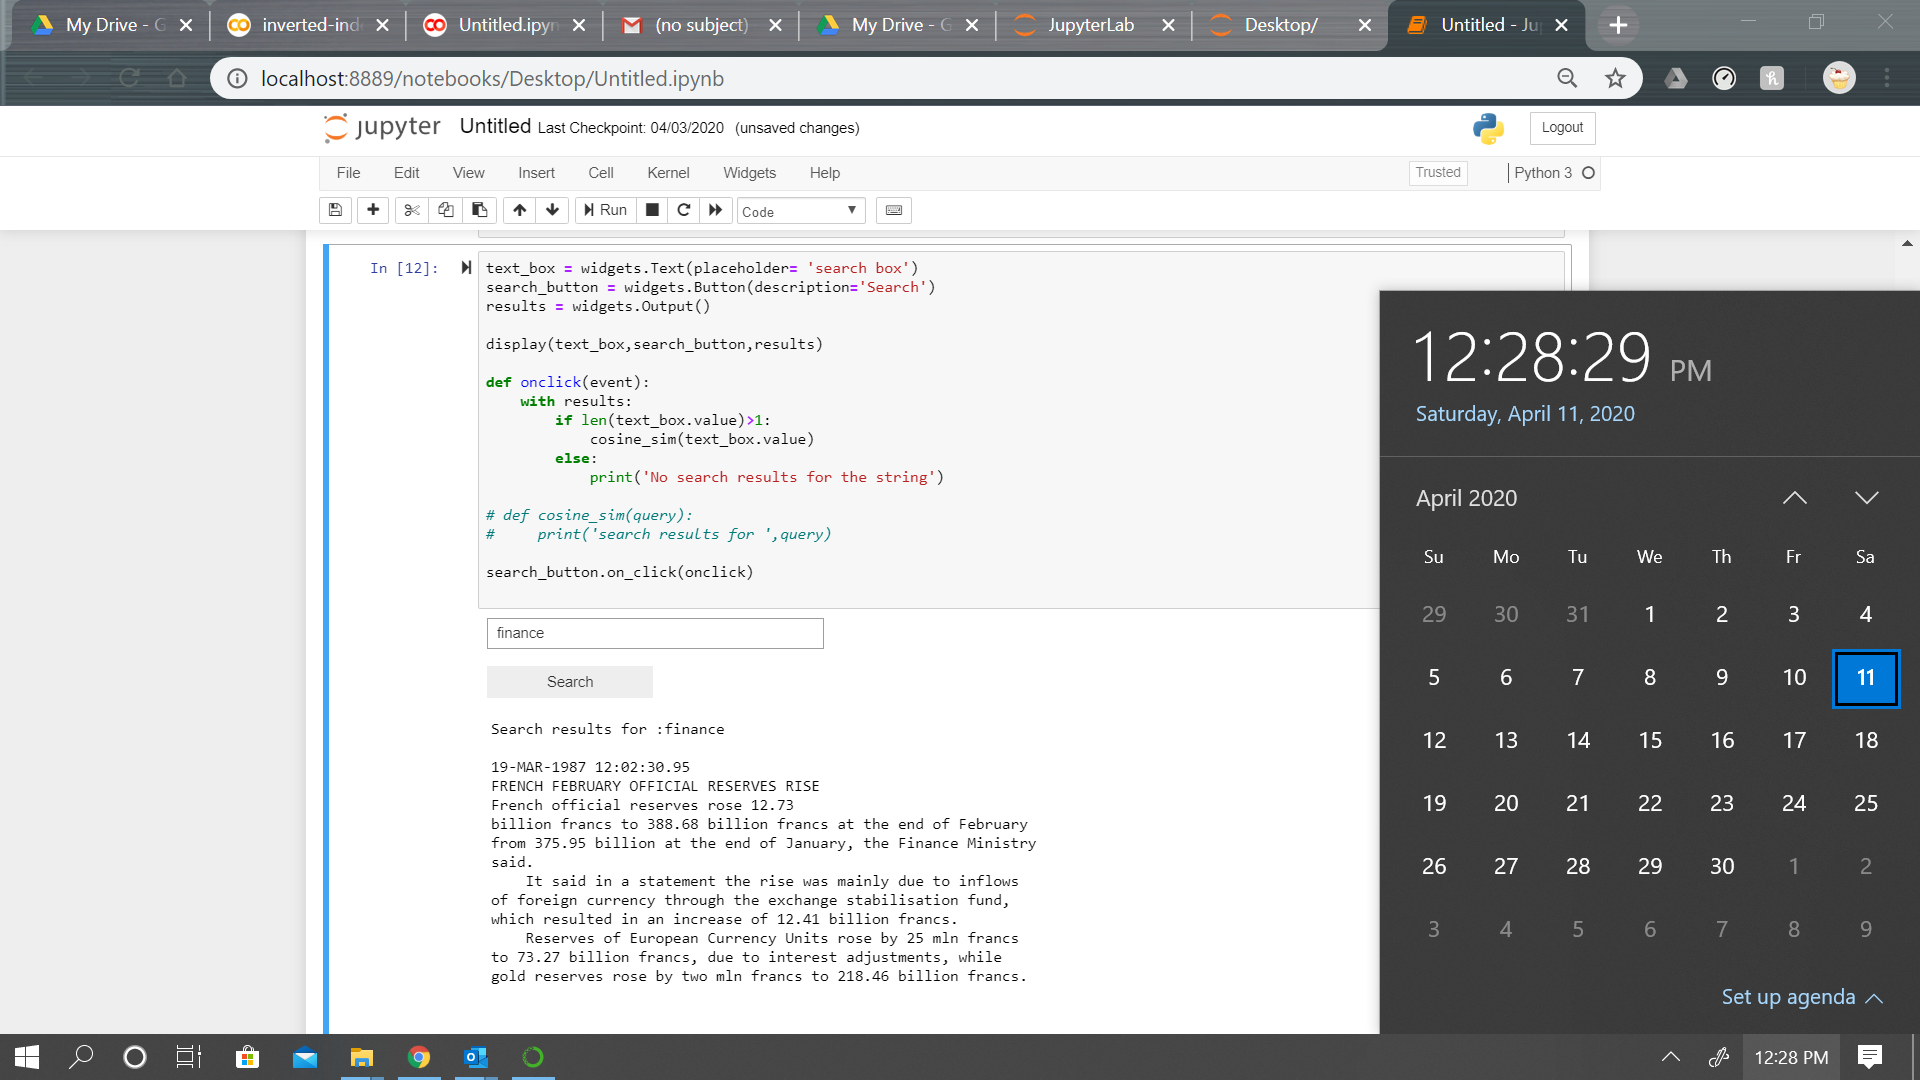 My Drive - G
inverted-ind
Untitled.ipyn
(no subject)
My Drive - G
JupyterLab
Desktop/
Untitled - Ju
localhost:8889/notebooks/Desktop/Untitled.ipynb
jupyter Untitled Last Checkpoint: 04/03/2020 (unsaved changes)
Logout
File Edit View Insert Cell Kernel Widgets Help
Trusted
Python 3
Run
Code
In [12]:
text_box = widgets.Text(placeholder= 'search box')
search_button = widgets.Button(description='Search')
results = widgets.Output()
display(text_box,search_button,results)
def onclick(event):
    with results:
        if len(text_box.value)>1:
            cosine_sim(text_box.value)
        else:
            print('No search results for the string')
# def cosine_sim(query):
#     print('search results for ',query)
search_button.on_click(onclick)
finance
Search
Search results for :finance
19-MAR-1987 12:02:30.95
FRENCH FEBRUARY OFFICIAL RESERVES RISE
French official reserves rose 12.73
billion francs to 388.68 billion francs at the end of February
from 375.95 billion at the end of January, the Finance Ministry
said.
    It said in a statement the rise was mainly due to inflows
of foreign currency through the exchange stabilisation fund,
which resulted in an increase of 12.41 billion francs.
    Reserves of European Currency Units rose by 25 mln francs
to 73.27 billion francs, due to interest adjustments, while
gold reserves rose by two mln francs to 218.46 billion francs.
12:28:29 PM
Saturday, April 11, 2020
April 2020
Su Mo Tu We Th Fr Sa
29 30 31 1 2 3 4
5 6 7 8 9 10 11
12 13 14 15 16 17 18
19 20 21 22 23 24 25
26 27 28 29 30 1 2
3 4 5 6 7 8 9
Set up agenda
12:28 PM